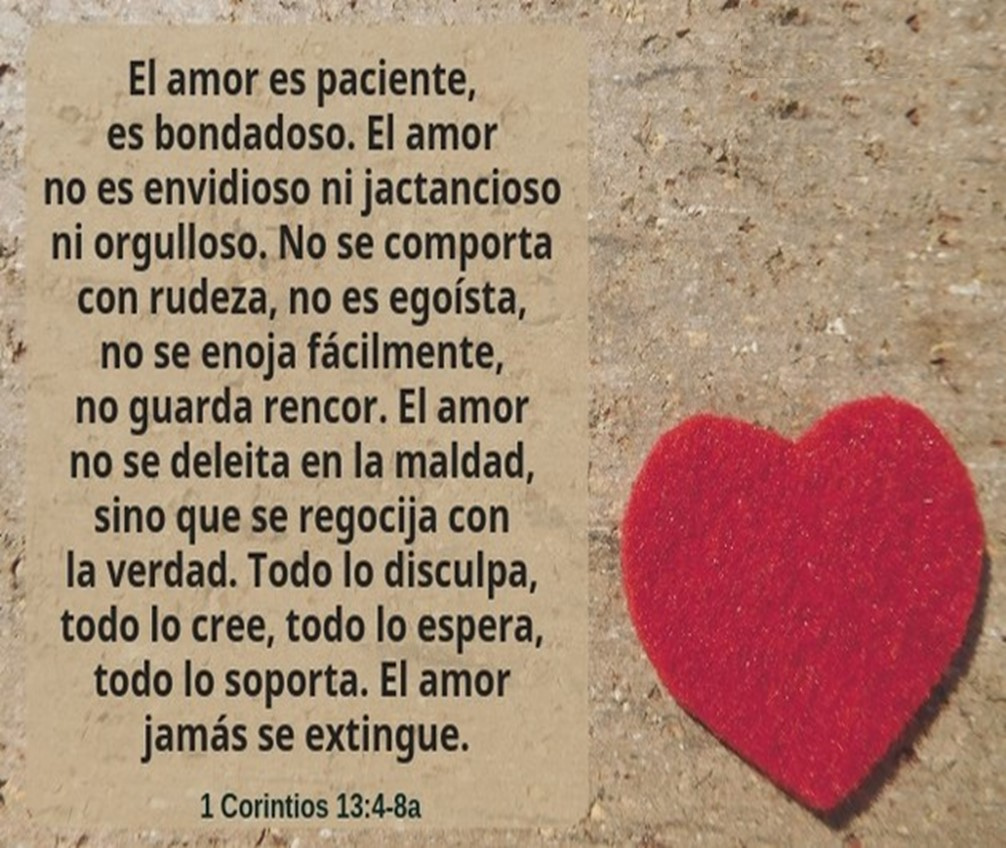 El amor es paciente,
es bondadoso. El amor
no es envidioso ni jactancioso
ni orgulloso. No se comporta
con rudeza, no es egoísta,
no se enoja fácilmente,
no guarda rencor. El amor
no se deleita en la maldad,
sino que se regocija con
la verdad. Todo lo disculpa,
todo lo cree, todo lo espera,
todo lo soporta. El amor
jamás se extingue.
1 Corintios 13:4-8a